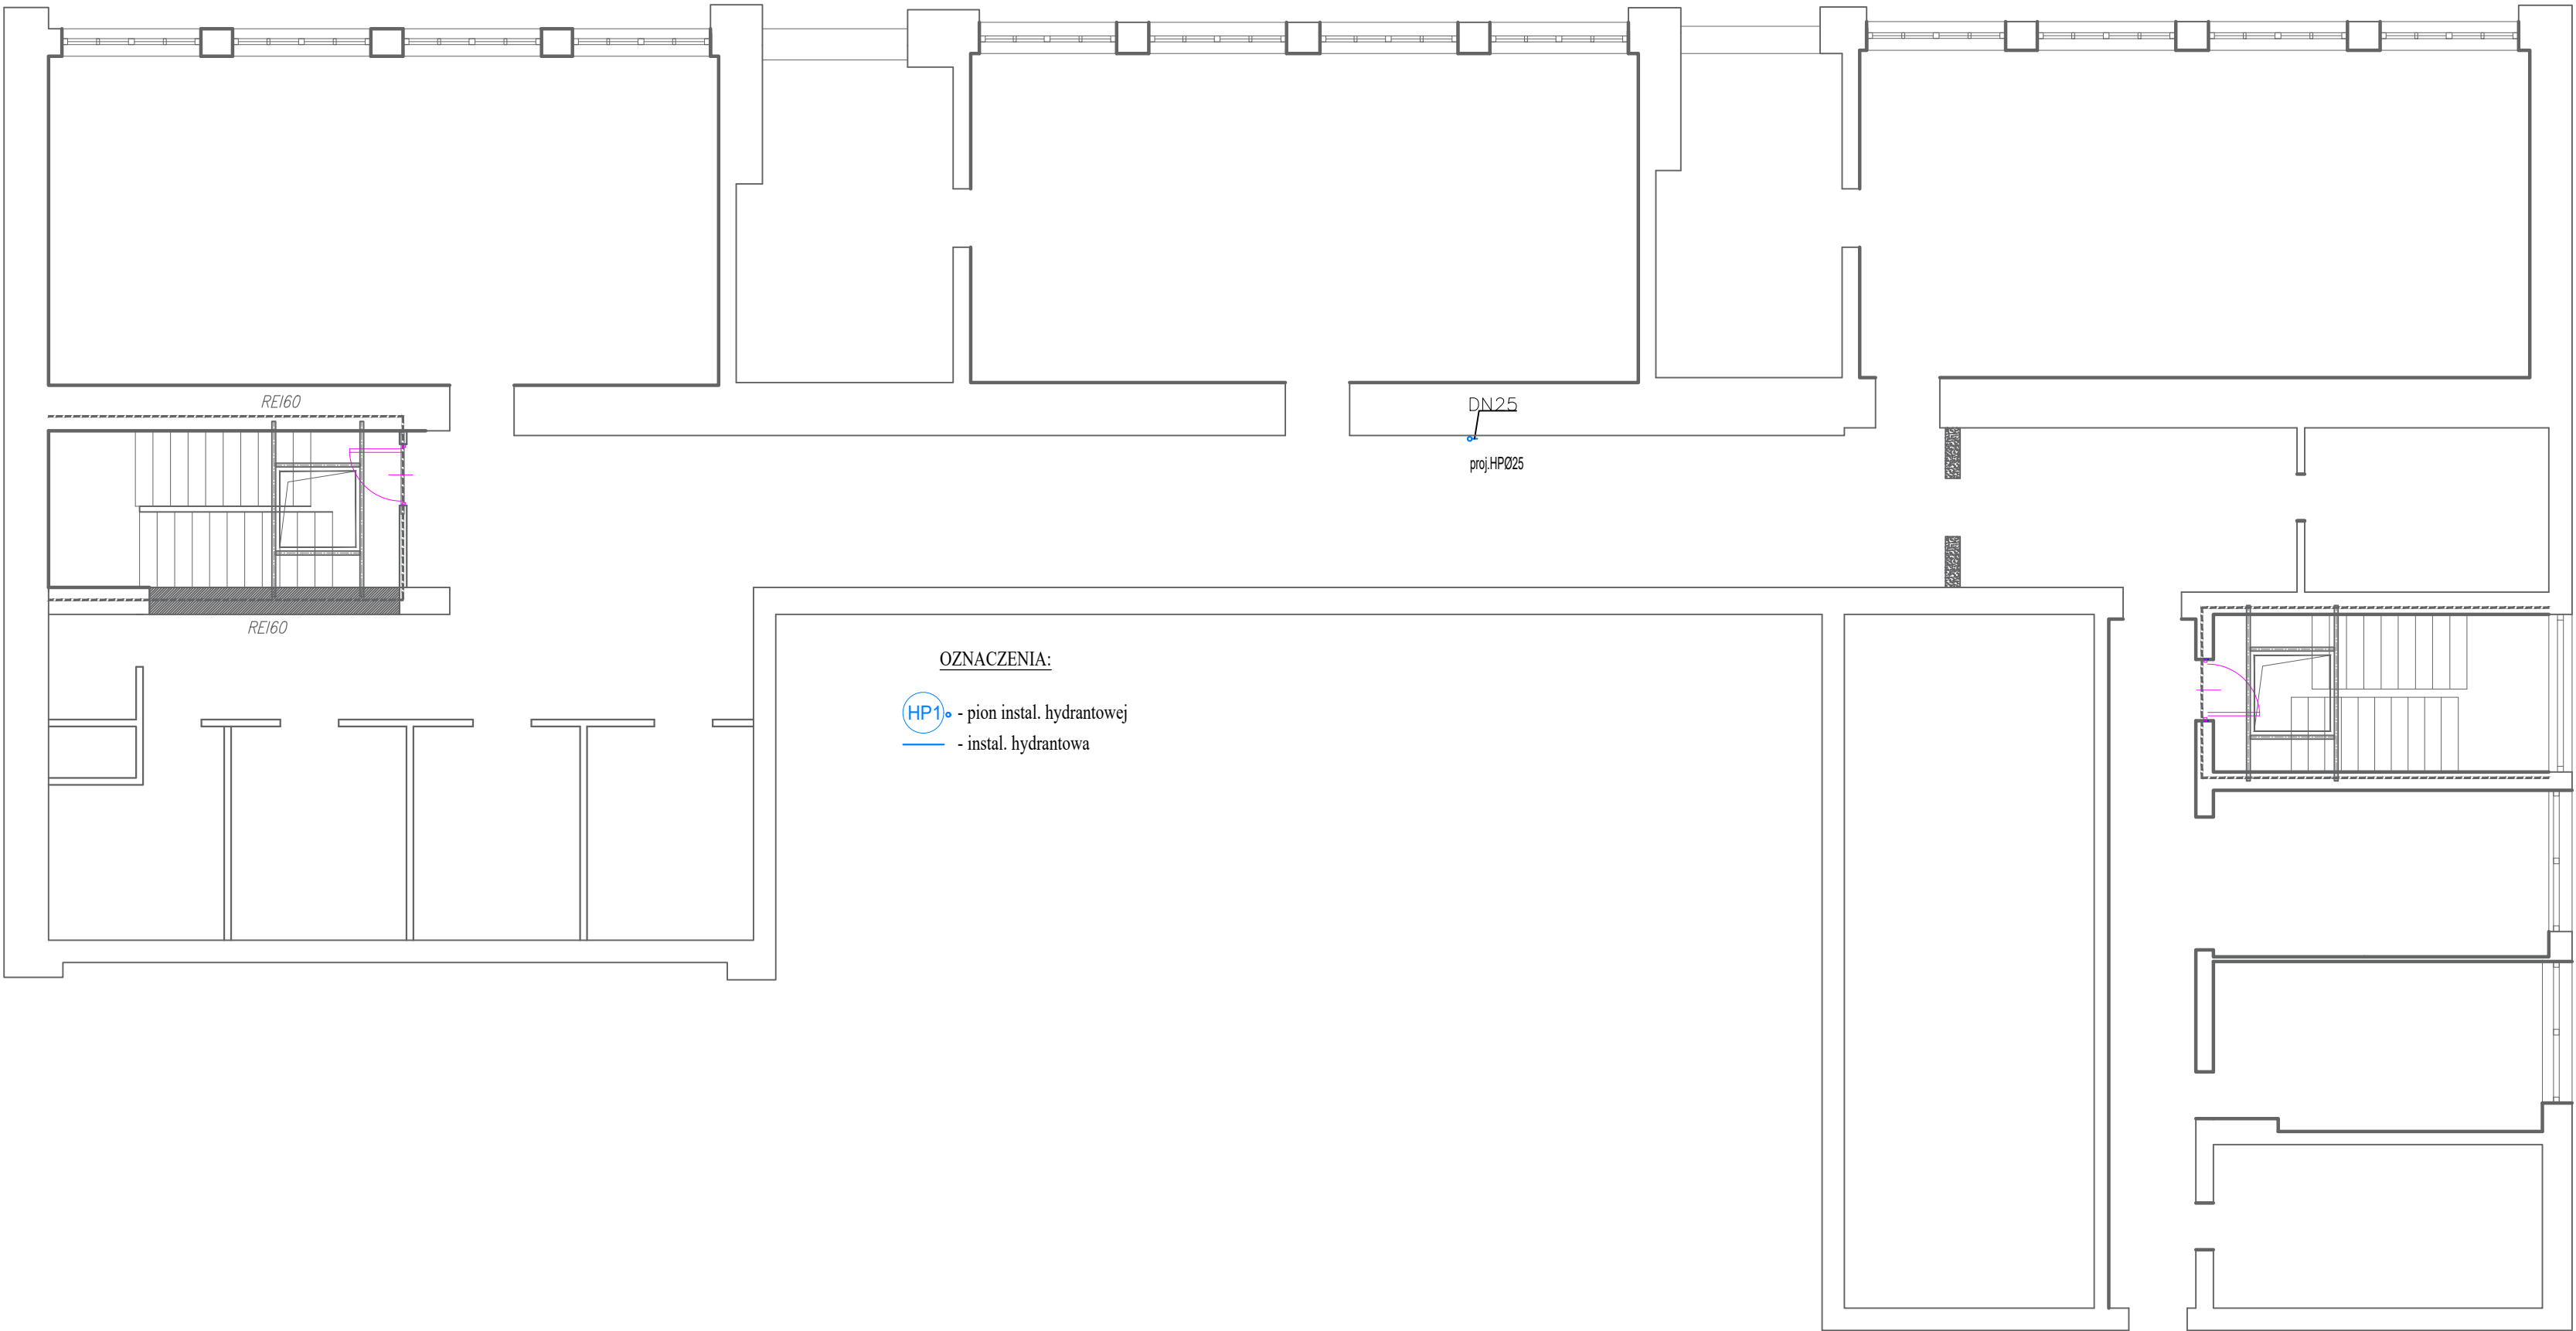 REI60
DN25
proj.HPØ25
REI60
OZNACZENIA:
HP1 - pion instal. hydrantowej
- instal. hydrantowa